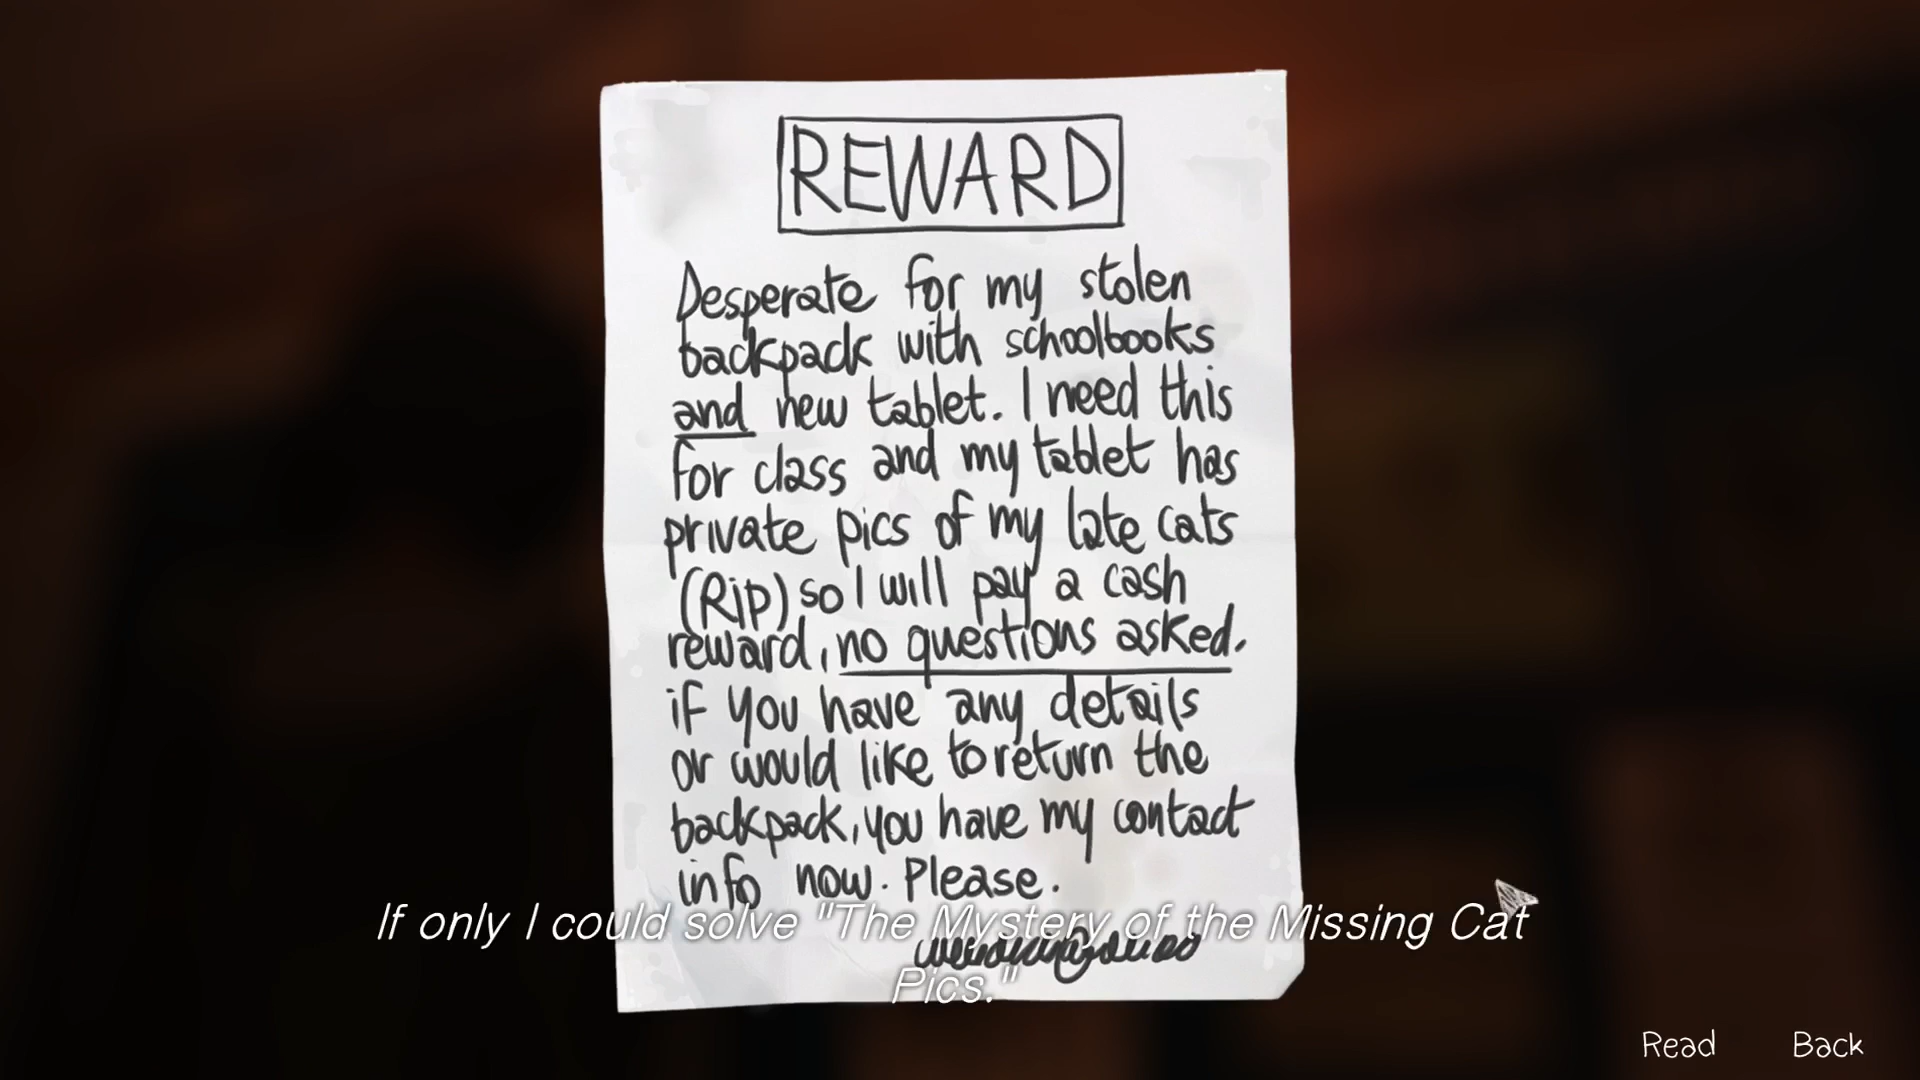 REWARD
Desperate for my stolen
backpack with schoolbooks
and new tablet. I need this
for class and my tablet has
private pics of my late cats
(RiP) so I will pay a cash
reward, no questions asked.
if you have any details
or would like to return the
backpack, you have my contact
info now. Please.
If only I could solve "The Mystery of the Missing Cat
Pics."
Read
Back